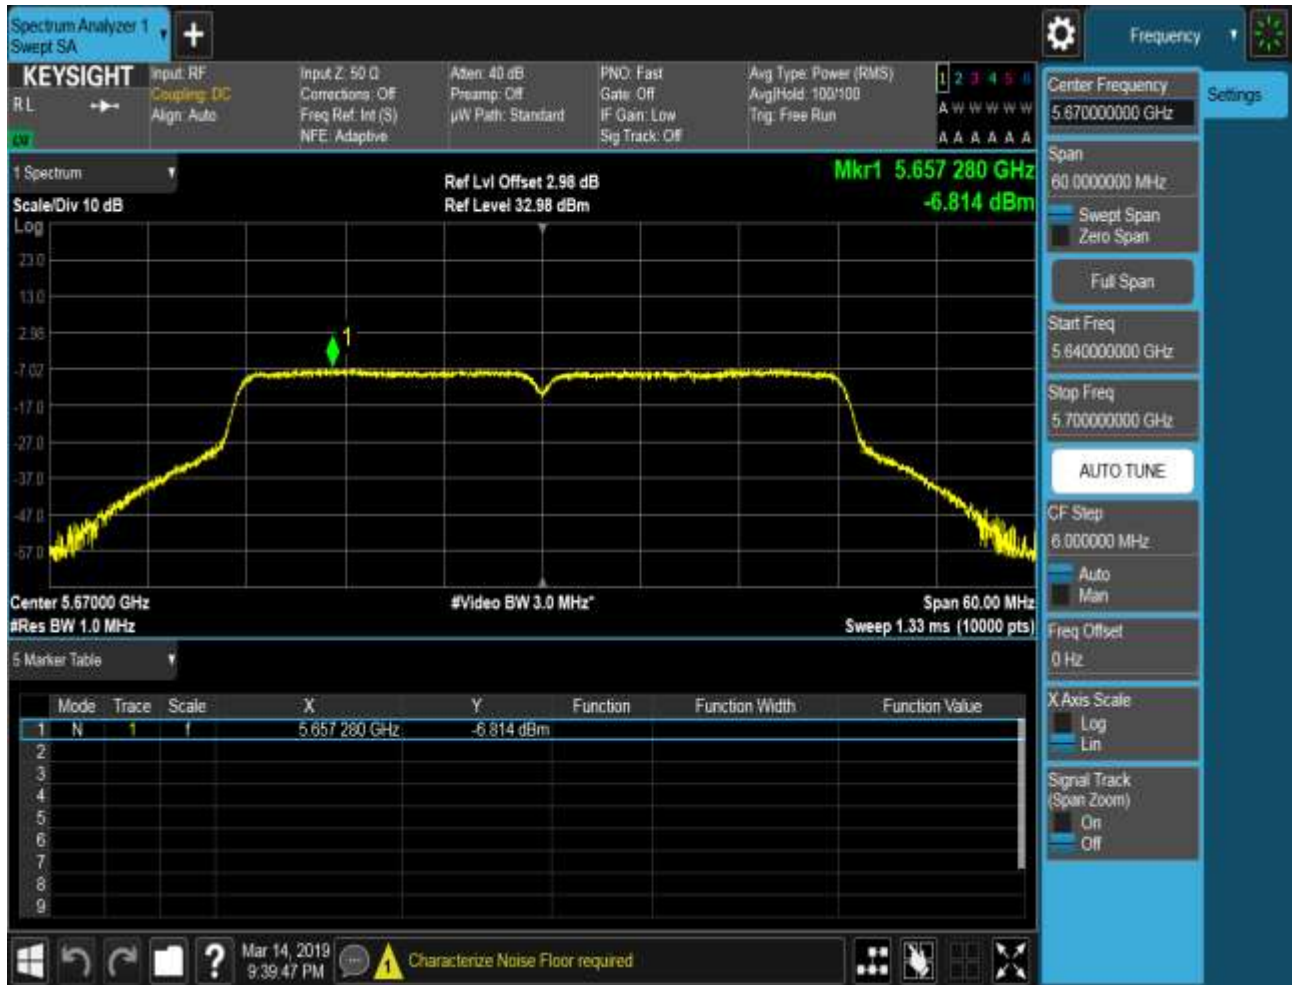 Spectrum Analyzer 1
Swept SA
+
Frequency
KEYSIGHT
RL
Input: RF
Coupling: DC
Align: Auto
Input Z: 50 Ω
Corrections: Off
Freq Ref: Int (S)
NFE: Adaptive
Atten: 40 dB
Preamp: Off
µW Path: Standard
PNO: Fast
Gate: Off
IF Gain: Low
Sig Track: Off
Avg Type: Power (RMS)
Avg|Hold: 100/100
Trig: Free Run
1 2 3 4 5 6
A W W W W W
A A A A A A
1 Spectrum
Scale/Div 10 dB
Ref Lvl Offset 2.98 dB
Ref Level 32.98 dBm
Mkr1 5.657 280 GHz
-6.814 dBm
Log
23.0
13.0
2.98
-7.02
-17.0
-27.0
-37.0
-47.0
-57.0
1
Center 5.67000 GHz
#Res BW 1.0 MHz
#Video BW 3.0 MHz*
Span 60.00 MHz
Sweep 1.33 ms (10000 pts)
5 Marker Table
Mode Trace Scale X Y Function Function Width Function Value
1 N 1 f 5.657 280 GHz -6.814 dBm
2
3
4
5
6
7
8
9
?
Mar 14, 2019
9:39:47 PM
1
Characterize Noise Floor required
Center Frequency
5.670000000 GHz
Settings
Span
60.0000000 MHz
Swept Span
Zero Span
Full Span
Start Freq
5.640000000 GHz
Stop Freq
5.700000000 GHz
AUTO TUNE
CF Step
6.000000 MHz
Auto
Man
Freq Offset
0 Hz
X Axis Scale
Log
Lin
Signal Track
(Span Zoom)
On
Off